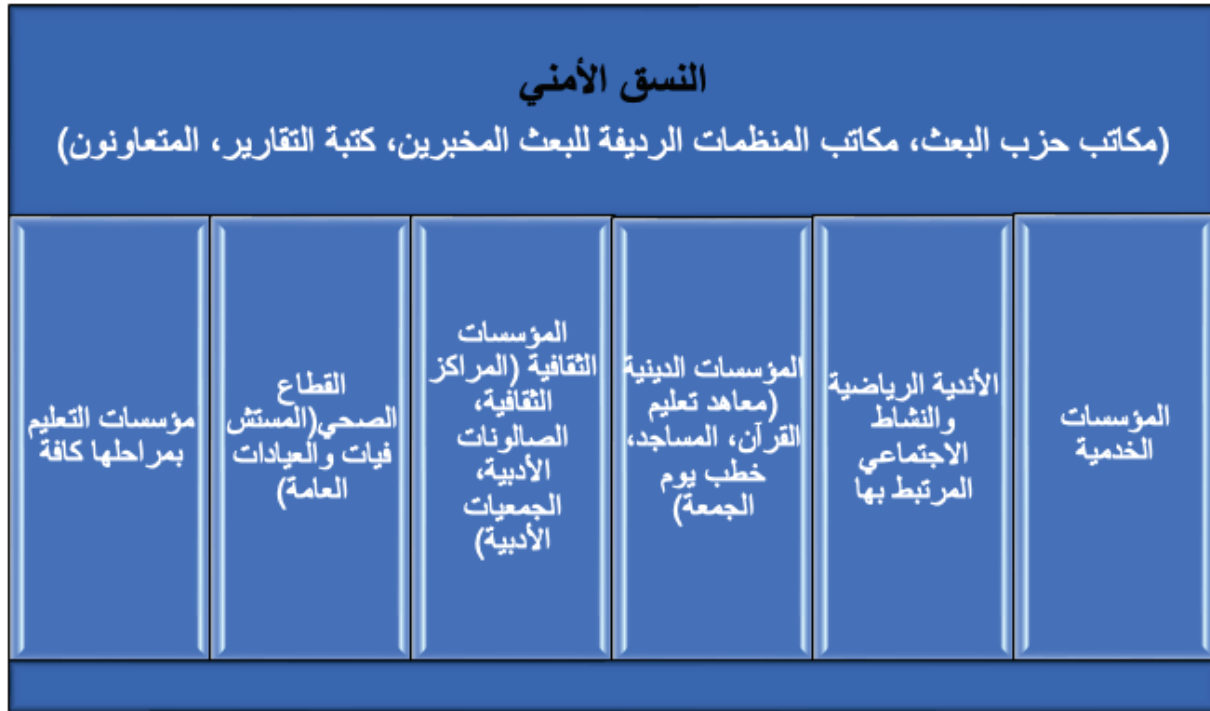 النسق الأمني
(مكاتب حزب البعث، مكاتب المنظمات الرديفة للبعث المخبرين، كتبة التقارير، المتعاونون)
المؤسسات
الخدمية
الأندية الرياضية
والنشاط
الاجتماعي
المرتبط بها
المؤسسات الدينية
(معاهد تعليم
القرآن، المساجد،
خطب يوم
الجمعة)
المؤسسات
الثقافية (المراكز
الثقافية،
الصالونات
الأدبية،
الجمعيات
الأدبية)
القطاع
الصحي(المستش
فيات والعيادات
العامة)
مؤسسات التعليم
بمراحلها كافة